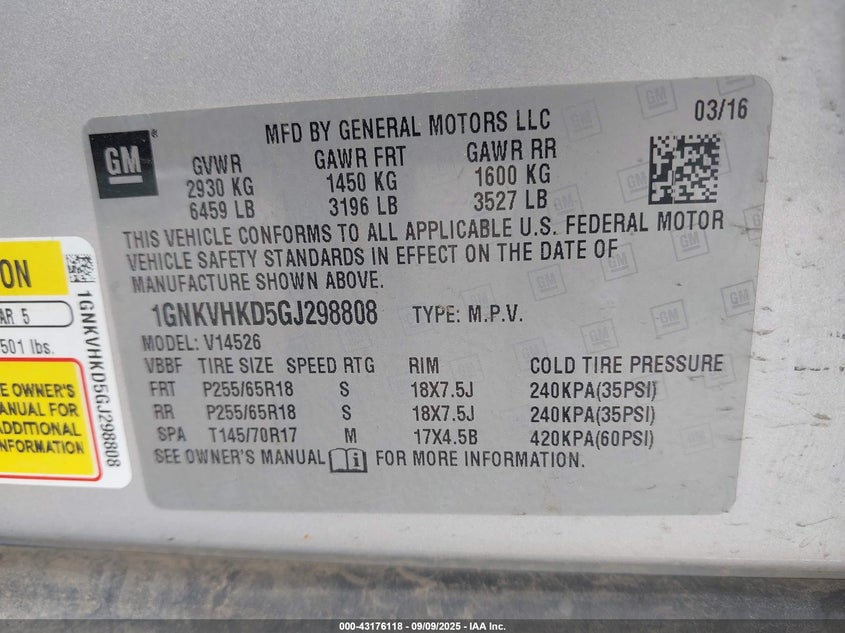 GM
®
MFD BY GENERAL MOTORS LLC
03/16
GVWR GAWR FRT GAWR RR
2930 KG 1450 KG 1600 KG
6459 LB 3196 LB 3527 LB
THIS VEHICLE CONFORMS TO ALL APPLICABLE U.S. FEDERAL MOTOR
VEHICLE SAFETY STANDARDS IN EFFECT ON THE DATE OF
MANUFACTURE SHOWN ABOVE.
1GNKVHKD5GJ298808 TYPE: M.P.V.
MODEL: V14526
VBBF TIRE SIZE SPEED RTG RIM COLD TIRE PRESSURE
FRT P255/65R18 S 18X7.5J 240KPA(35PSI)
RR P255/65R18 S 18X7.5J 240KPA(35PSI)
SPA T145/70R17 M 17X4.5B 420KPA(60PSI)
SEE OWNER'S MANUAL FOR MORE INFORMATION.
ON
AR 5
501 lbs.
E OWNER'S
ANUAL FOR
ADDITIONAL
NFORMATION
1GNKVHKD5GJ298808
000-43176118 - 09/09/2025 - IAA Inc.